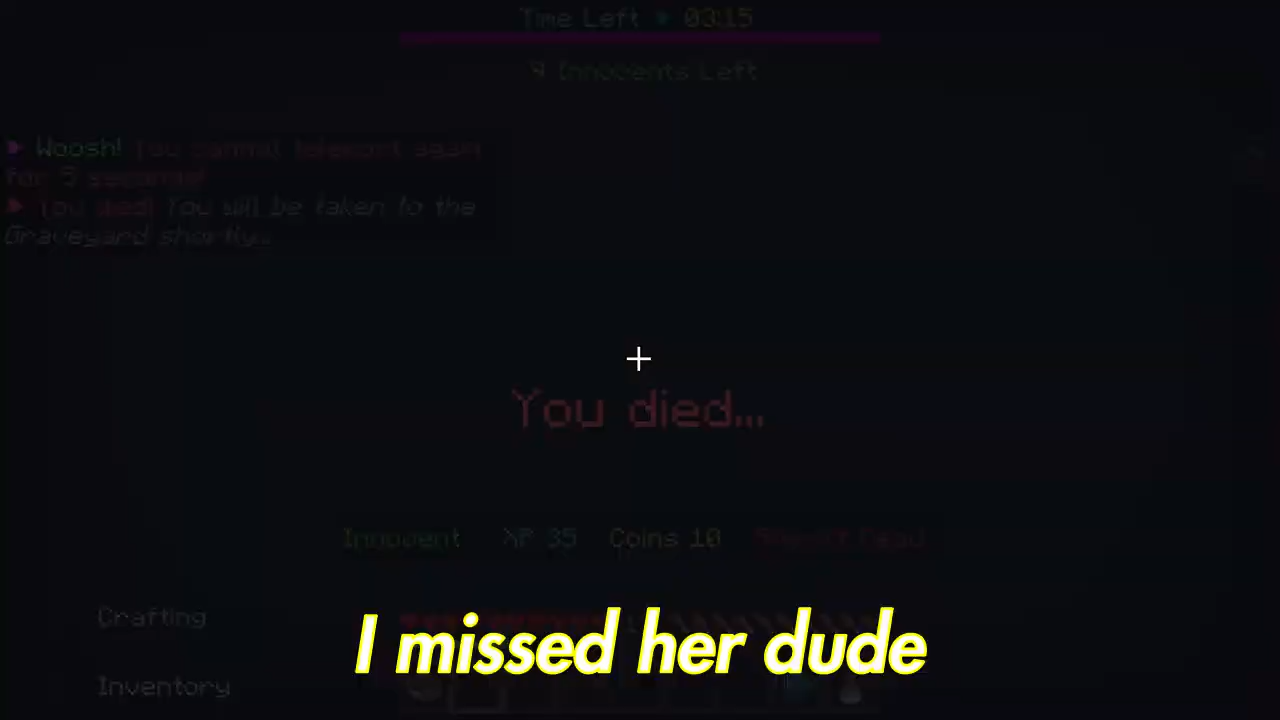 Time Left • 03:15
9 Innocents Left
Woosh! You cannot teleport again
for 5 seconds!
You died! You will be taken to the
Graveyard shortly...
You died...
Innocent XP 35 Coins 10
Crafting
I missed her dude
Inventory